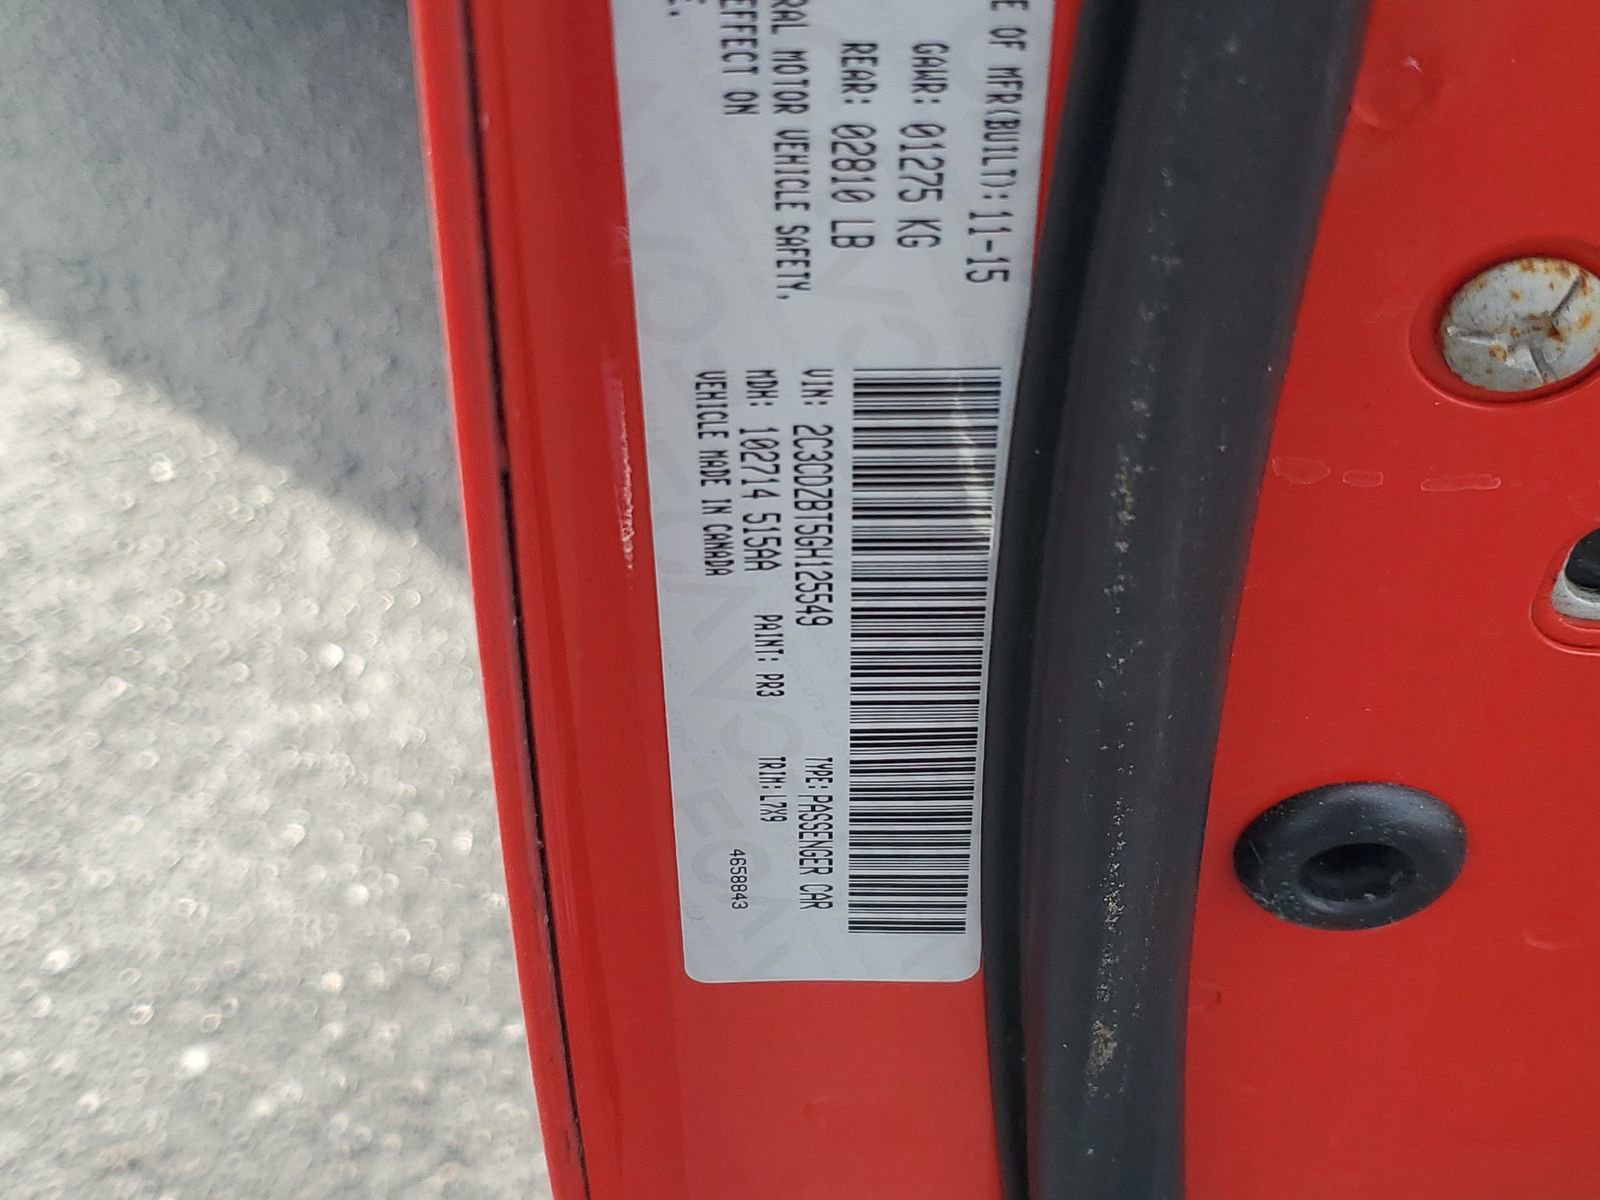 E OF MFR(BUILT):11-15
GAWR: 01275 KG
REAR: 02810 LB
RAL MOTOR VEHICLE SAFETY,
EFFECT ON
E.
VIN: 2C3CDZBT5GH125549 TYPE: PASSENGER CAR
MDH: 102714 515AA PAINT: PR3 TRIM: L7X9
VEHICLE MADE IN CANADA 4658843